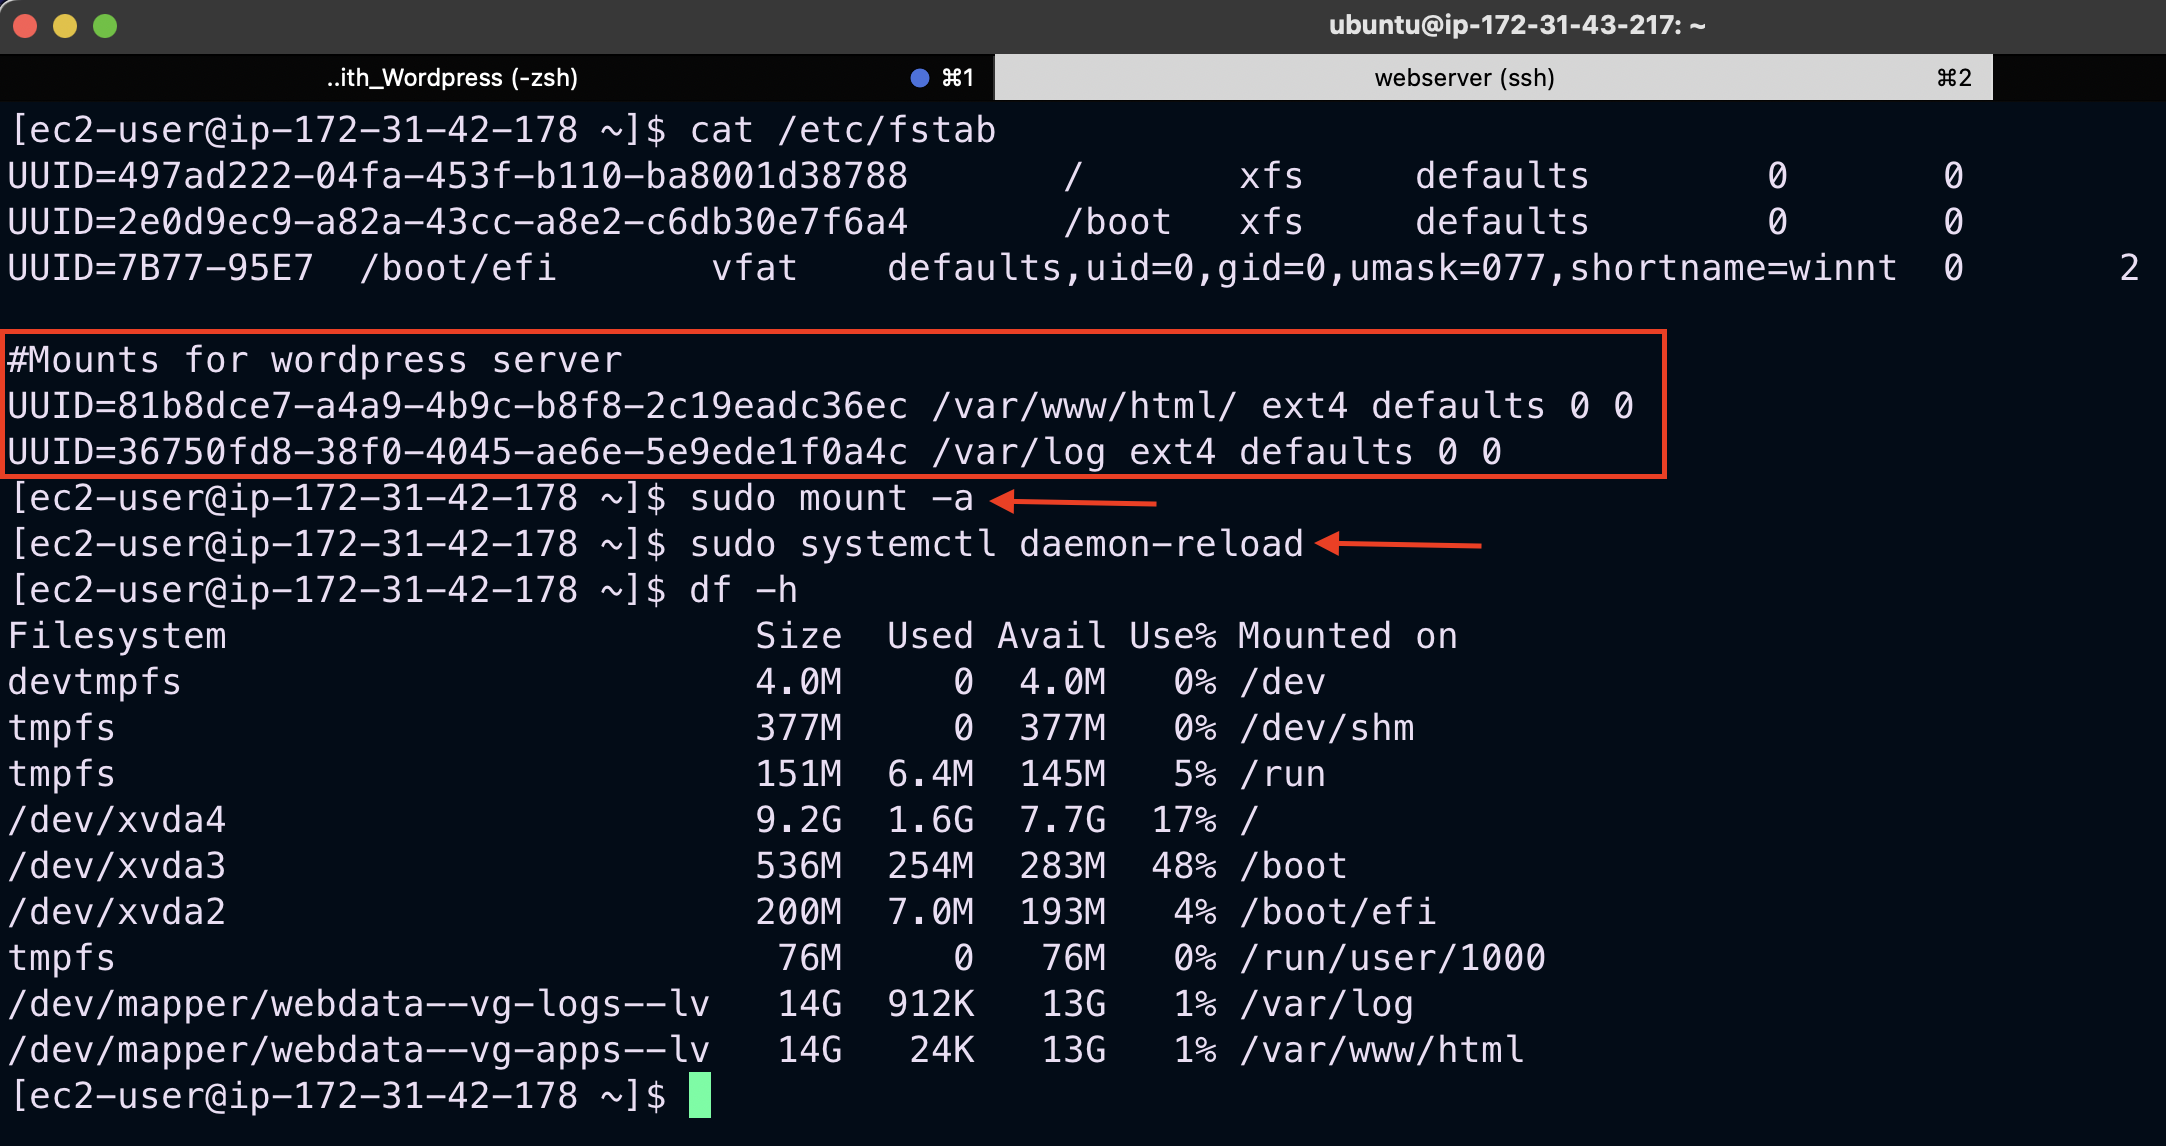 ubuntu@ip-172-31-43-217: ~
..ith_Wordpress (-zsh) ⌘1 webserver (ssh) ⌘2
[ec2-user@ip-172-31-42-178 ~]$ cat /etc/fstab
UUID=497ad222-04fa-453f-b110-ba8001d38788 / xfs defaults 0 0
UUID=2e0d9ec9-a82a-43cc-a8e2-c6db30e7f6a4 /boot xfs defaults 0 0
UUID=7B77-95E7 /boot/efi vfat defaults,uid=0,gid=0,umask=077,shortname=winnt 0 2
#Mounts for wordpress server
UUID=81b8dce7-a4a9-4b9c-b8f8-2c19eadc36ec /var/www/html/ ext4 defaults 0 0
UUID=36750fd8-38f0-4045-ae6e-5e9ede1f0a4c /var/log ext4 defaults 0 0
[ec2-user@ip-172-31-42-178 ~]$ sudo mount -a
[ec2-user@ip-172-31-42-178 ~]$ sudo systemctl daemon-reload
[ec2-user@ip-172-31-42-178 ~]$ df -h
Filesystem Size Used Avail Use% Mounted on
devtmpfs 4.0M 0 4.0M 0% /dev
tmpfs 377M 0 377M 0% /dev/shm
tmpfs 151M 6.4M 145M 5% /run
/dev/xvda4 9.2G 1.6G 7.7G 17% /
/dev/xvda3 536M 254M 283M 48% /boot
/dev/xvda2 200M 7.0M 193M 4% /boot/efi
tmpfs 76M 0 76M 0% /run/user/1000
/dev/mapper/webdata--vg-logs--lv 14G 912K 13G 1% /var/log
/dev/mapper/webdata--vg-apps--lv 14G 24K 13G 1% /var/www/html
[ec2-user@ip-172-31-42-178 ~]$